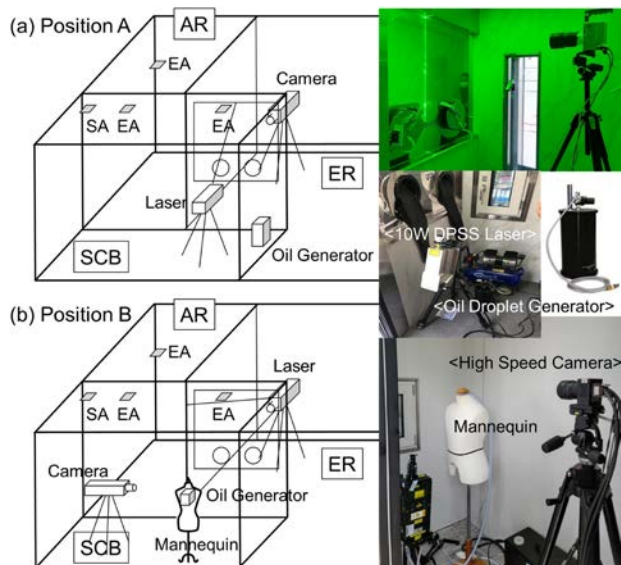 (a) Position A
AR
EA
Camera
SA
EA
EA
ER
Laser
Oil Generator
SCB
<10W DPSS Laser>
<Oil Droplet Generator>
(b) Position B
AR
EA
Laser
SA
EA
EA
ER
Camera
Oil Generator
SCB
Mannequin
<High Speed Camera>
Mannequin